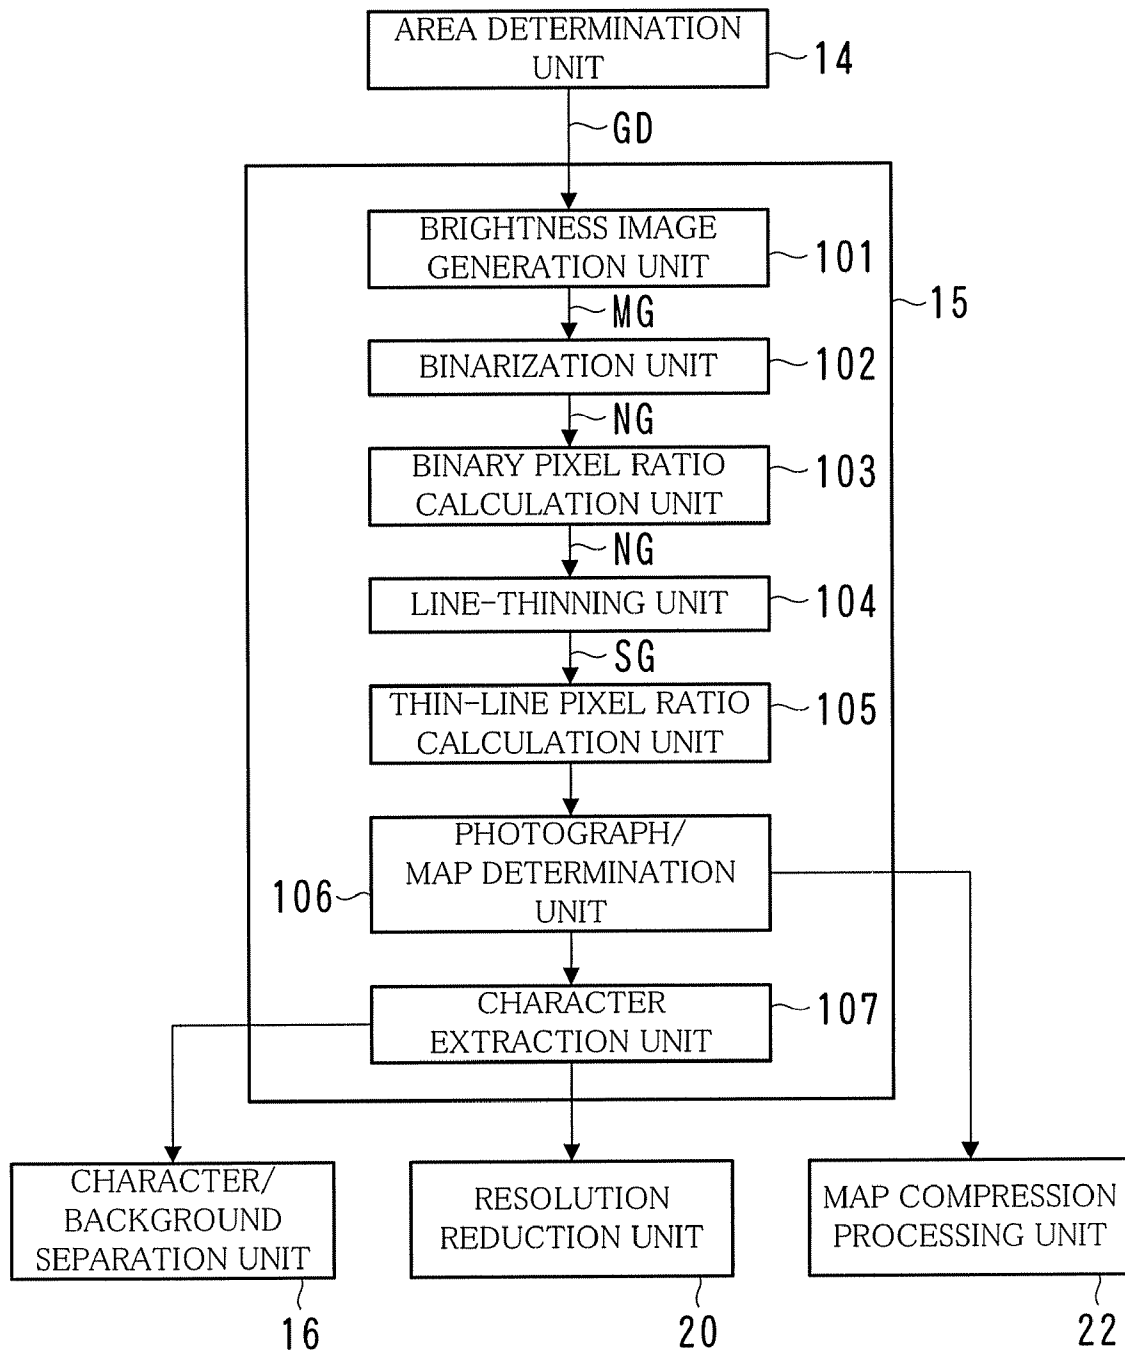 AREA DETERMINATION
UNIT
14
GD
BRIGHTNESS IMAGE
GENERATION UNIT
101
15
MG
BINARIZATION UNIT
102
NG
BINARY PIXEL RATIO
CALCULATION UNIT
103
NG
LINE-THINNING UNIT
104
SG
THIN-LINE PIXEL RATIO
CALCULATION UNIT
105
PHOTOGRAPH/
MAP DETERMINATION
UNIT
106
CHARACTER
EXTRACTION UNIT
107
CHARACTER/
BACKGROUND
SEPARATION UNIT
16
RESOLUTION
REDUCTION UNIT
20
MAP COMPRESSION
PROCESSING UNIT
22